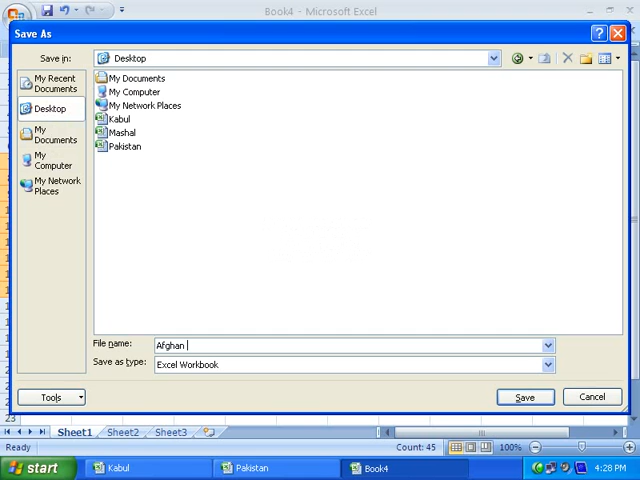 Book4 - Microsoft Excel
Save As
Save in: Desktop
My Recent Documents
Desktop
My Documents
My Computer
My Network Places
My Documents
My Computer
My Network Places
Kabul
Mashal
Pakistan
File name: Afghan
Save as type: Excel Workbook
Tools Save Cancel
23
Sheet1 Sheet2 Sheet3
Ready Count: 45 100%
start Kabul Pakistan Book4 4:28 PM